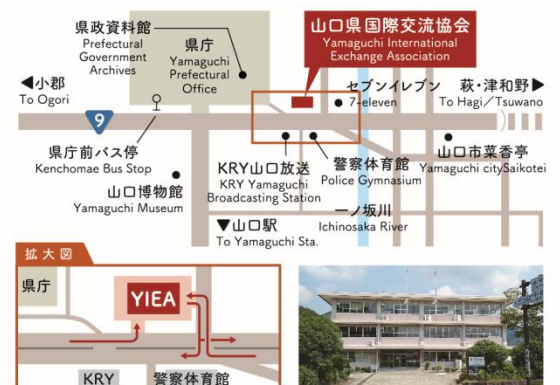 県政資料館
Prefectural
Government
Archives
県庁
Yamaguchi
Prefectural
Office
山口県国際交流協会
Yamaguchi International
Exchange Association
◀小郡
To Ogori
セブンイレブン
7-eleven
萩・津和野▶
To Hagi/Tsuwano
9
県庁前バス停
Kenchomae Bus Stop
山口博物館
Yamaguchi Museum
KRY山口放送
KRY Yamaguchi
Broadcasting Station
警察体育館
Police Gymnasium
山口市菜香亭
Yamaguchi citySaikotei
一ノ坂川
Ichinosaka River
▼山口駅
To Yamaguchi Sta.
拡大図
県庁
YIEA
KRY
警察体育館